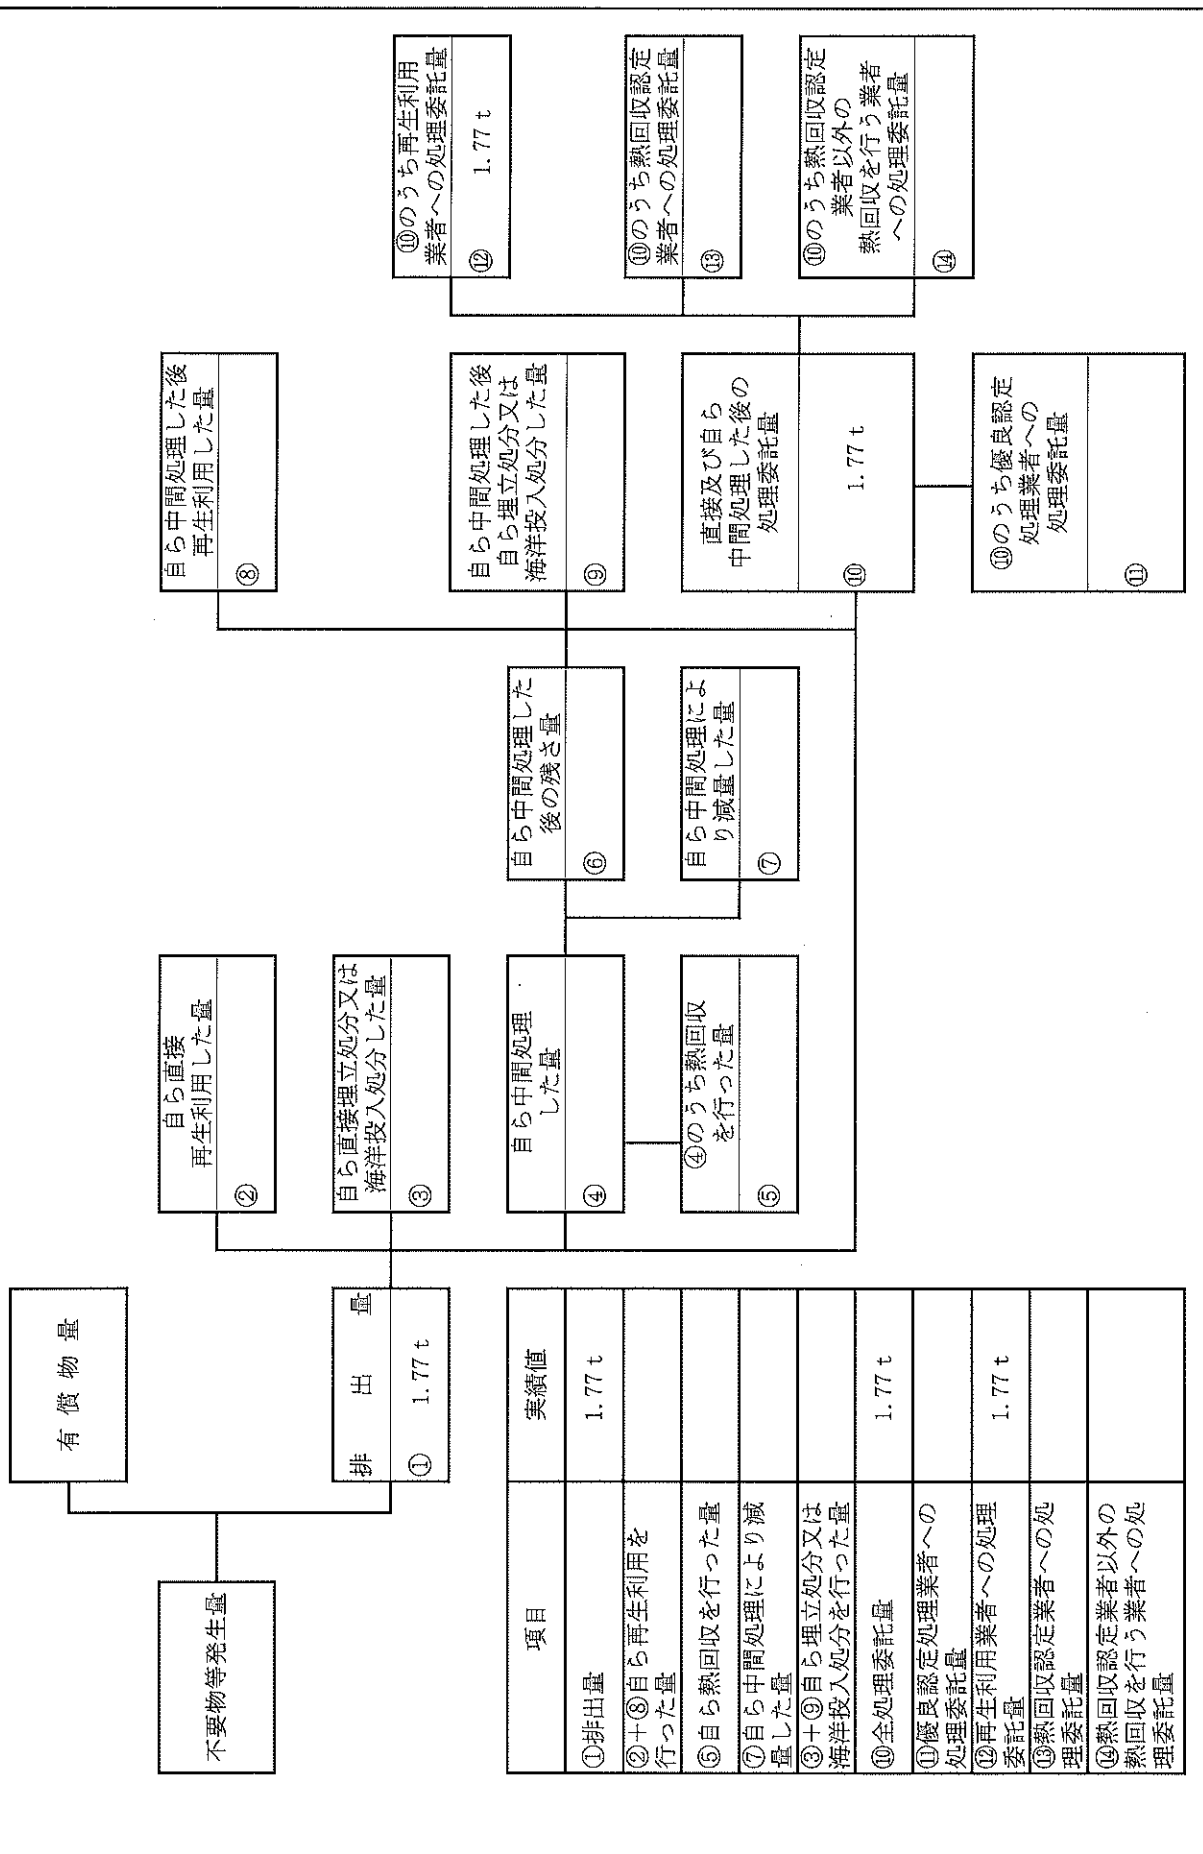 不要物等発生量
有償物量
排出量
① 1.77 t
自ら直接
再生利用した量
②
自ら直接埋立処分又は
海洋投入処分した量
③
自ら中間処理
した量
④
④のうち熱回収
を行った量
⑤
自ら中間処理した
後の残さ量
⑥
自ら中間処理によ
り減量した量
⑦
自ら中間処理した後
再生利用した量
⑧
自ら中間処理した後
自ら埋立処分又は
海洋投入処分した量
⑨
直接及び自ら
中間処理した後の
処理委託量
⑩ 1.77 t
⑩のうち優良認定
処理業者への
処理委託量
⑪
⑩のうち再生利用
業者への処理委託量
⑫ 1.77 t
⑩のうち熱回収認定
業者への処理委託量
⑬
⑩のうち熱回収認定
業者以外の
熱回収を行う業者
への処理委託量
⑭
項目 実績値
①排出量 1.77 t
②+⑧自ら再生利用を
行った量
⑤自ら熱回収を行った量
⑦自ら中間処理により減
量した量
③+⑨自ら埋立処分又は
海洋投入処分を行った量
⑩全処理委託量 1.77 t
⑪優良認定処理業者への
処理委託量
⑫再生利用業者への処理
委託量 1.77 t
⑬熱回収認定業者への処
理委託量
⑭熱回収認定業者以外の
熱回収を行う業者への処
理委託量